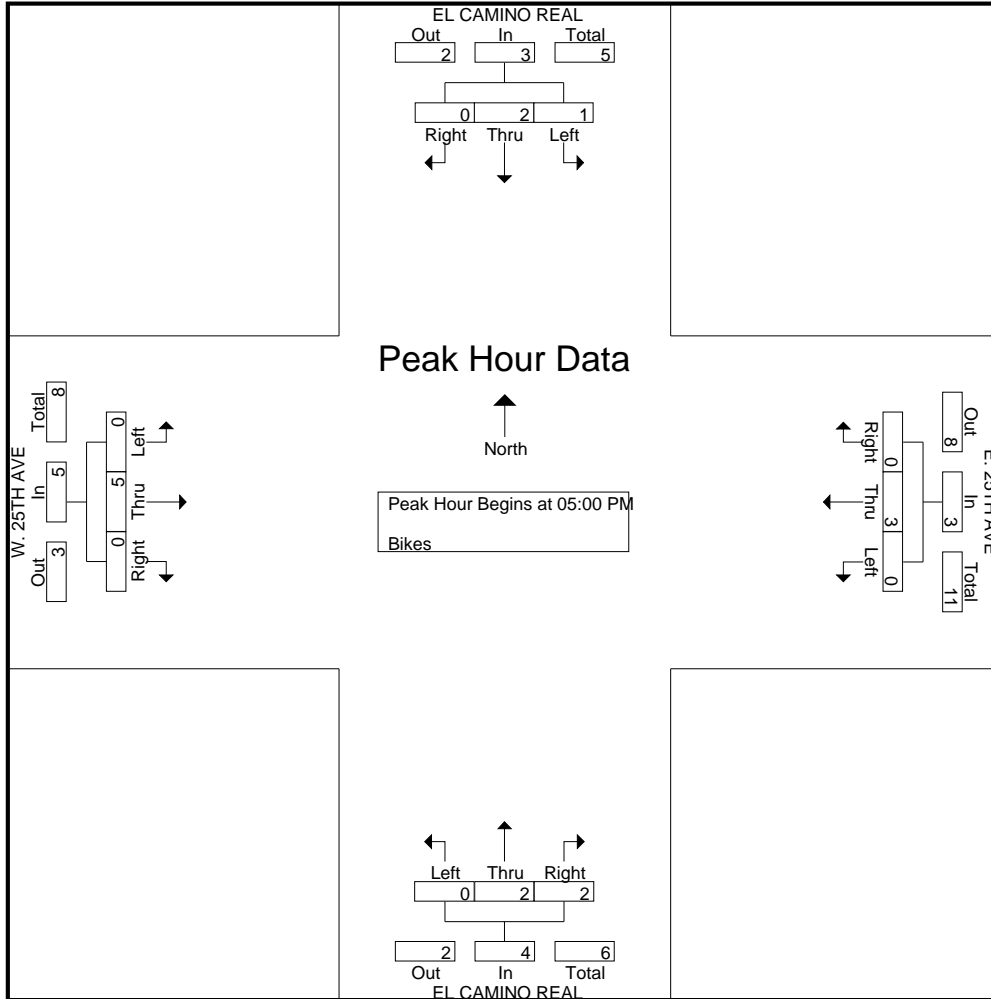 EL CAMINO REAL
Out In Total
2 3 5
0 2 1
Right Thru Left
Peak Hour Data
North
Peak Hour Begins at 05:00 PM
Bikes
W. 25TH AVE
Total In Out
8 5 3
0 5 0
Left Thru Right
Right Thru Left
0 3 0
Out In Total
8 3 11
E. 25TH AVE
Left Thru Right
0 2 2
2 4 6
Out In Total
EL CAMINO REAL